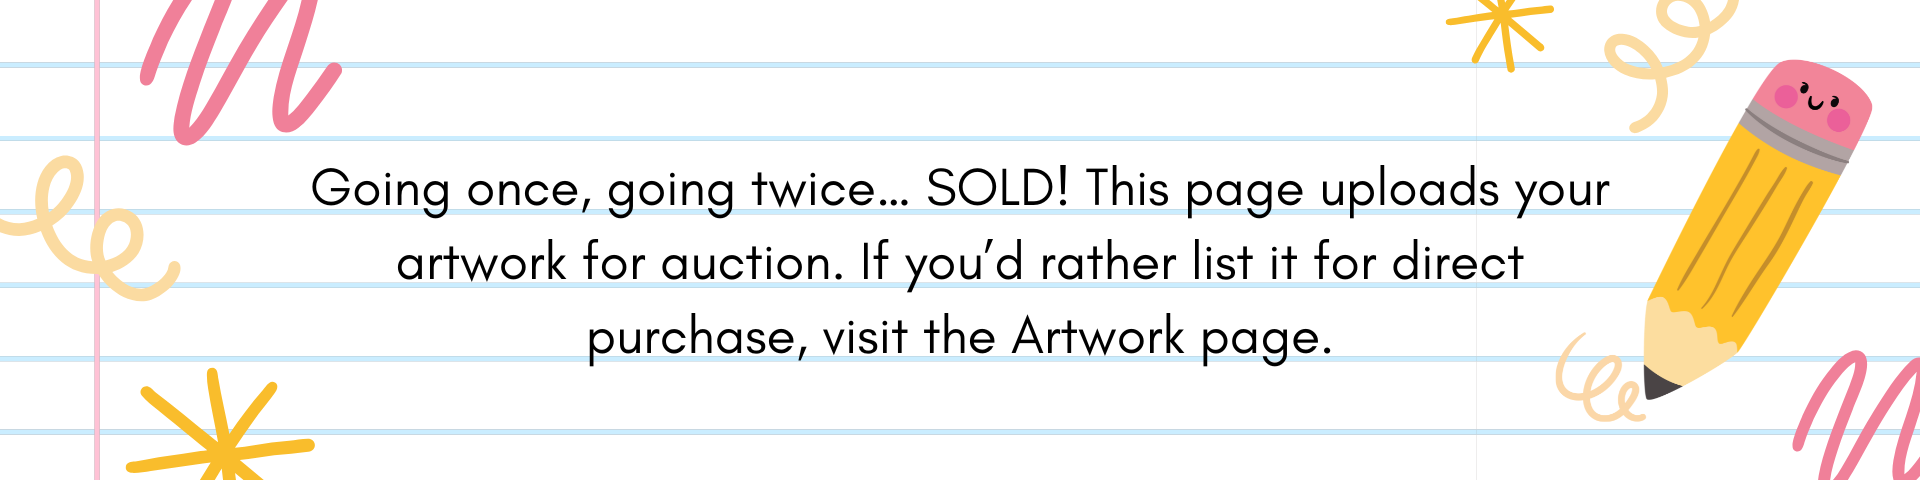 Going once, going twice... SOLD! This page uploads your
artwork for auction. If you’d rather list it for direct
purchase, visit the Artwork page.